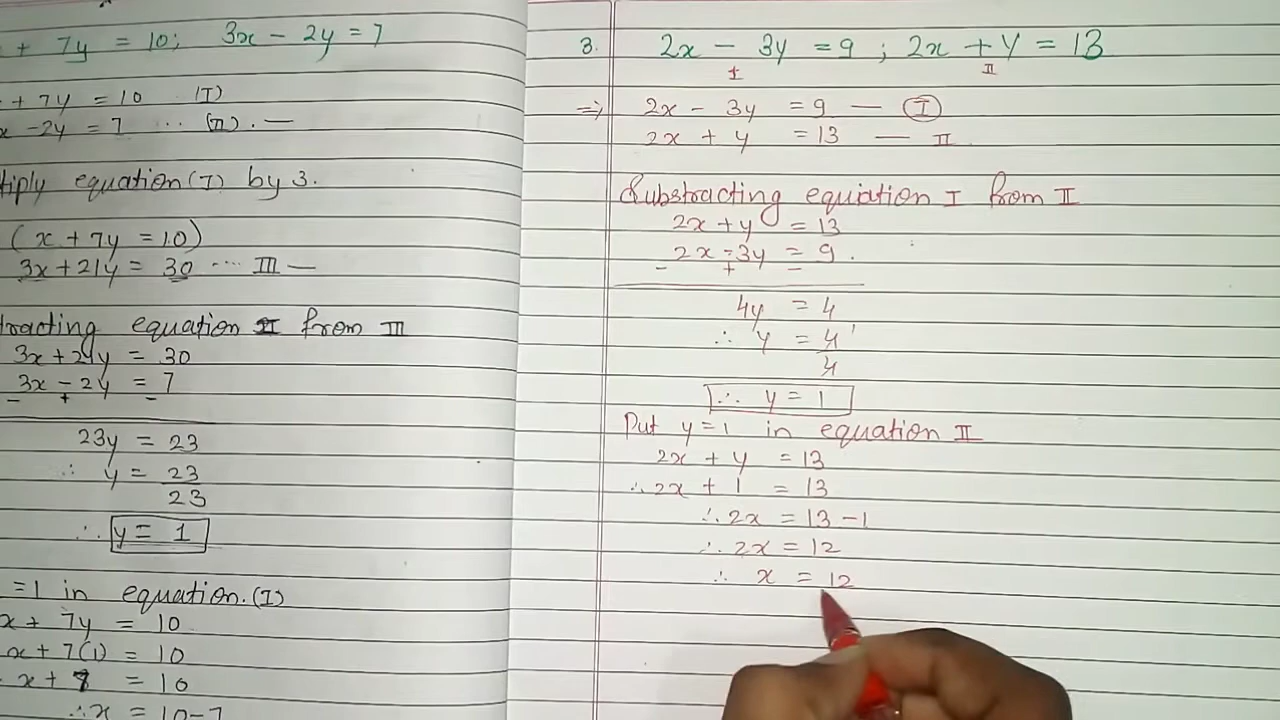 + 7y = 10; 3x - 2y = 7
+ 7y = 10 (I)
x - 2y = 7 .. (II). —
tiply equation (I) by 3.
(x + 7y = 10)
3x + 21y = 30 .... III —
tracting equation II from III
3x + 21y = 30
3x - 2y = 7
- + -
23y = 23
∴ y = 23
23
∴ y = 1
=1 in equation.(I)
x + 7y = 10
x + 7(1) = 10
x + 7 = 10
∴x = 10-7
3. 2x - 3y = 9 ; 2x + y = 13
I II
=> 2x - 3y = 9 — I
2x + y = 13 — II
Substracting equation I from II
2x + y = 13
2x - 3y = 9.
- + -
4y = 4
∴ y = 4
4
∴ y = 1
Put y = 1 in equation II
2x + y = 13
∴2x + 1 = 13
∴2x = 13 - 1
∴ 2x = 12
∴ x = 12